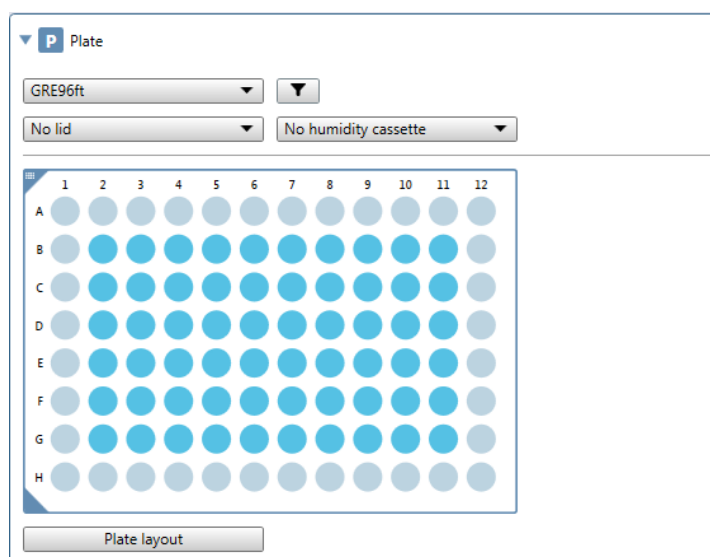 P Plate
GRE96ft
No lid No humidity cassette
1 2 3 4 5 6 7 8 9 10 11 12
A
B
C
D
E
F
G
H
Plate layout